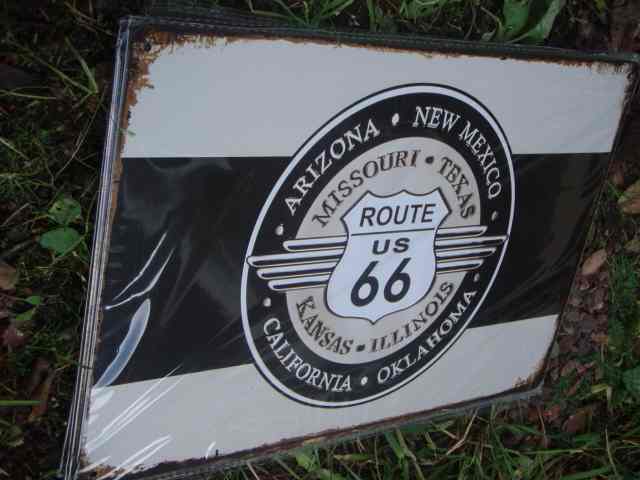 ARIZONA • NEW MEXICO
MISSOURI • TEXAS
ROUTE
US
66
KANSAS • ILLINOIS
CALIFORNIA • OKLAHOMA